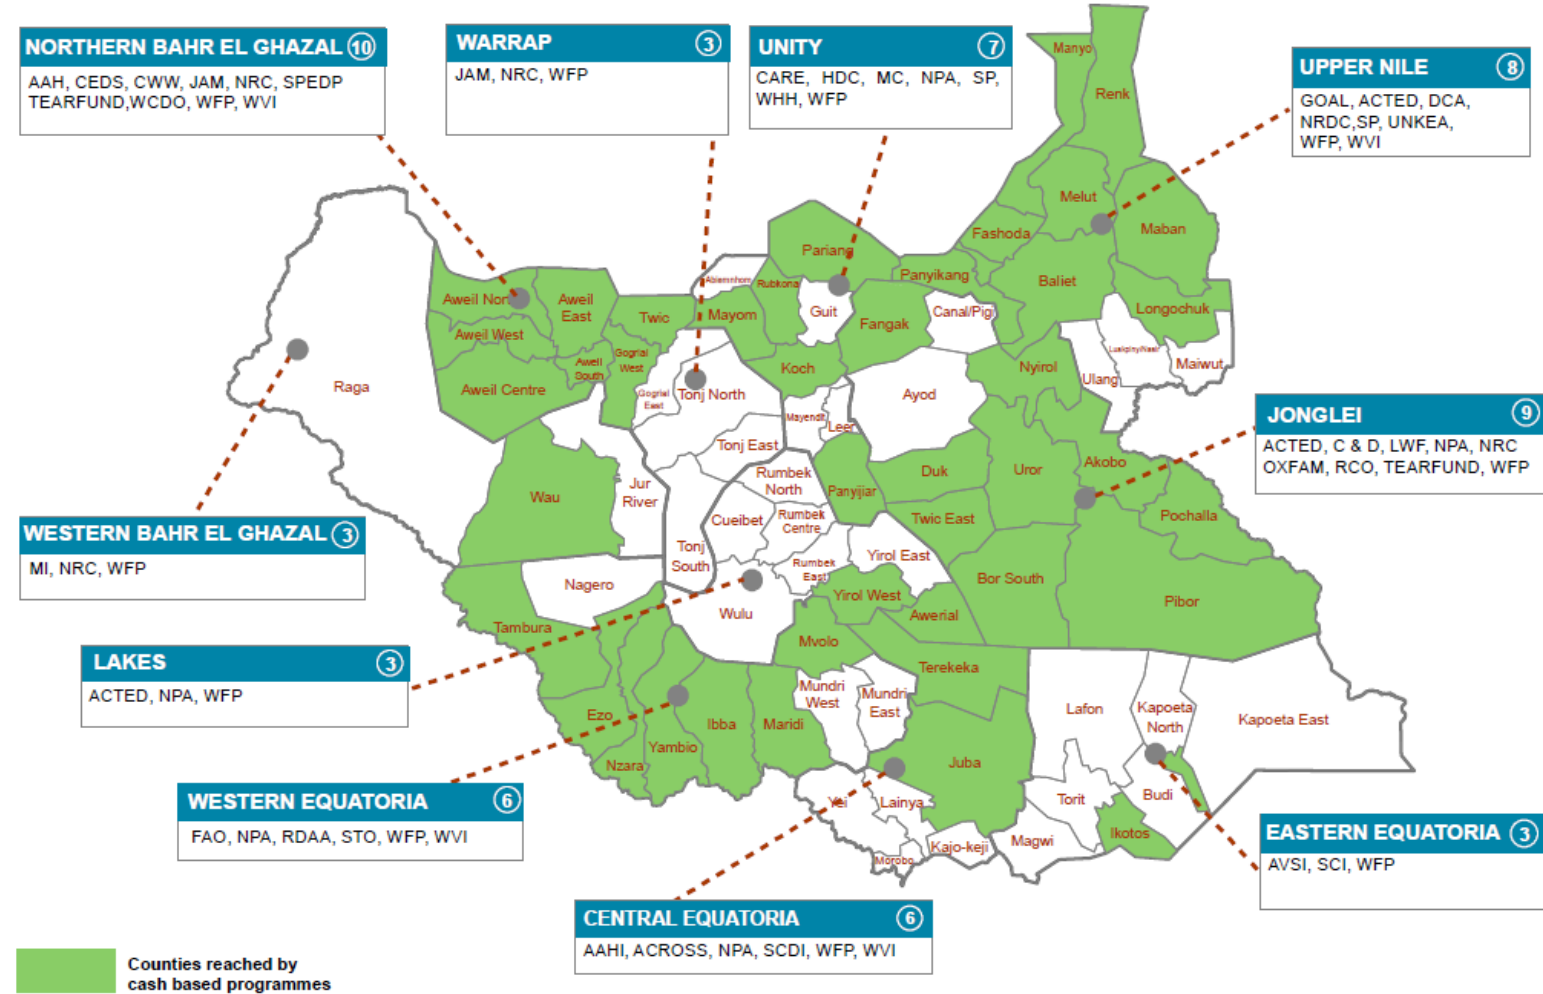 NORTHERN BAHR EL GHAZAL 10
AAH, CEDS, CWW, JAM, NRC, SPEDP
TEARFUND,WCDO, WFP, WVI
WARRAP 3
JAM, NRC, WFP
UNITY 7
CARE, HDC, MC, NPA, SP,
WHH, WFP
UPPER NILE 8
GOAL, ACTED, DCA,
NRDC,SP, UNKEA,
WFP, WVI
Manyo
Renk
Melut
Maban
Fashoda
Pariang
Panyikang
Baliet
Abiemnhom
Rubkona
Guit
Longochuk
Aweil North
Aweil
East
Twic
Mayom
Fangak
Canal/Pigi
Aweil West
Luakpiny/Nasir
Maiwut
Aweil
South
Gogrial
West
Koch
Nyirol
Ulang
Raga
Aweil Centre
Gogrial
East
Tonj North
Ayod
Mayendit
Leer
JONGLEI 9
ACTED, C & D, LWF, NPA, NRC
OXFAM, RCO, TEARFUND, WFP
Tonj East
Rumbek
North
Duk
Uror
Akobo
Wau
Jur
River
Panyijiar
Cueibet
Rumbek
Centre
Twic East
Pochalla
WESTERN BAHR EL GHAZAL 3
MI, NRC, WFP
Tonj
South
Yirol East
Rumbek
East
Nagero
Bor South
Yirol West
Pibor
Wulu
Awerial
Tambura
Mvolo
LAKES 3
ACTED, NPA, WFP
Terekeka
Mundri
West
Mundri
East
Lafon
Kapoeta
North
Kapoeta East
Ezo
Ibba
Maridi
Yambio
Nzara
Juba
WESTERN EQUATORIA 6
FAO, NPA, RDAA, STO, WFP, WVI
Yei
Lainya
Torit
Budi
Ikotos
Magwi
Kajo-keji
Morobo
EASTERN EQUATORIA 3
AVSI, SCI, WFP
CENTRAL EQUATORIA 6
AAHI, ACROSS, NPA, SCDI, WFP, WVI
Counties reached by
cash based programmes